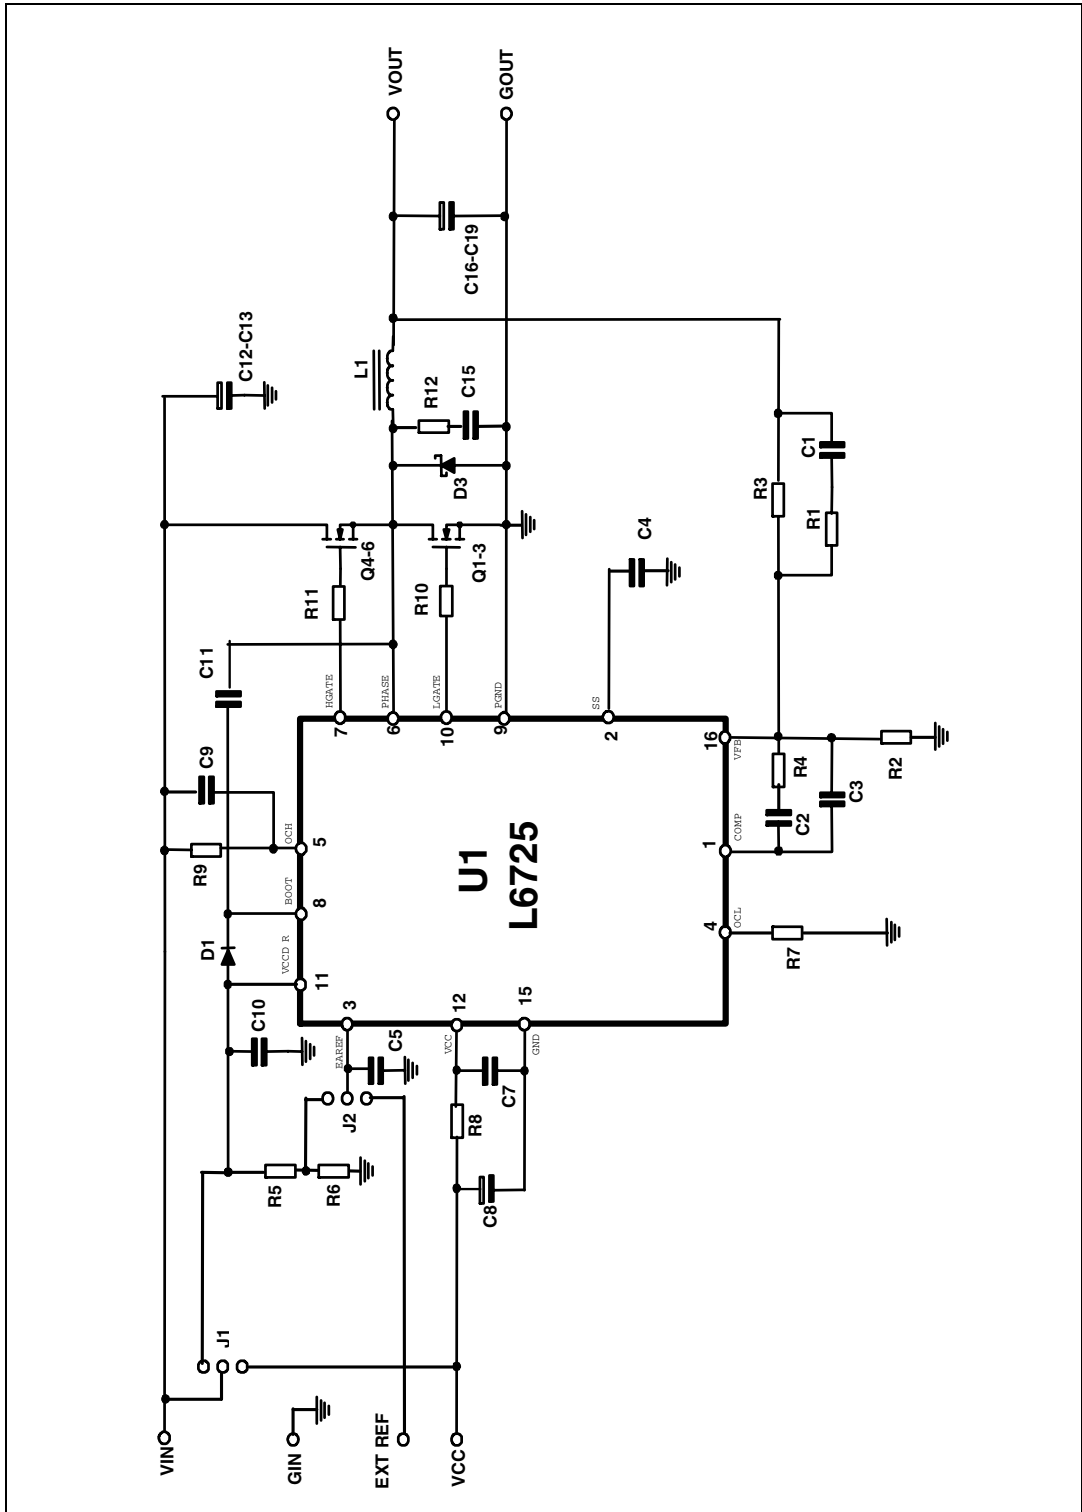 VOUT
GOUT
C16-C19
C12-C13
L1
R12
C15
D3
Q4-6
Q1-3
R11
R10
C4
R3
C1
R1
C11
C9
R9
HGATE
7
PHASE
6
LGATE
10
PGND
9
SS
2
16
VFB
R4
C2
C3
R2
COMP
1
OCH
5
BOOT
8
D1
VCCD R
11
U1
L6725
4
OCL
R7
C10
3
EAREF
C5
12
VCC
15
GND
J2
C7
R8
R5
R6
C8
J1
VIN
GIN
EXT REF
VCC